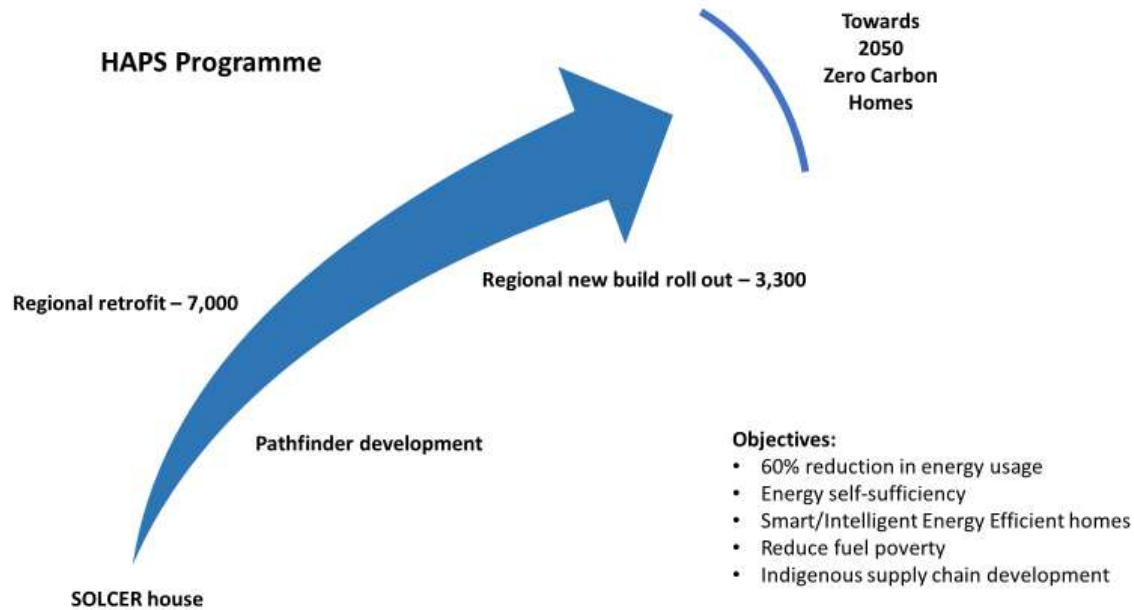 HAPS Programme
Towards
2050
Zero Carbon
Homes
Regional new build roll out – 3,300
Regional retrofit – 7,000
Pathfinder development
SOLCER house
Objectives:
• 60% reduction in energy usage
• Energy self-sufficiency
• Smart/Intelligent Energy Efficient homes
• Reduce fuel poverty
• Indigenous supply chain development